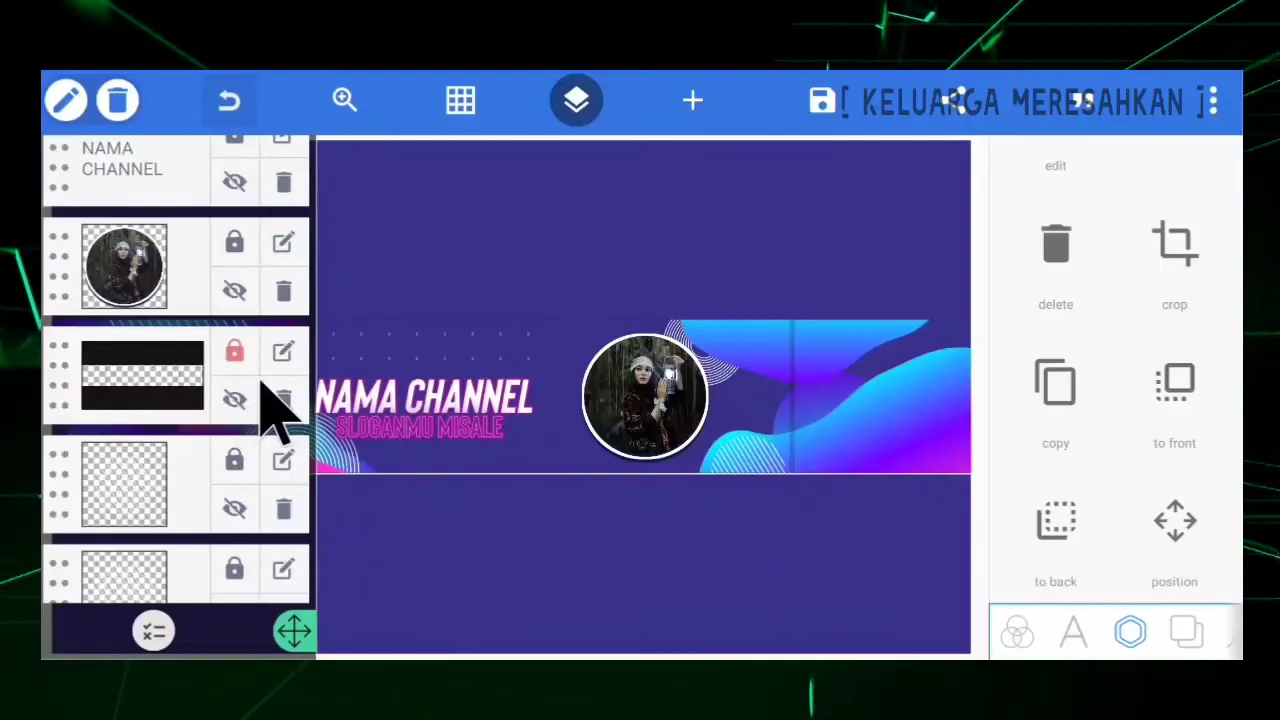 [ KELUARGA MERESAHKAN ]
NAMA
CHANNEL
edit
delete
crop
NAMA CHANNEL
SLOGANMU MISALE
copy
to front
to back
position